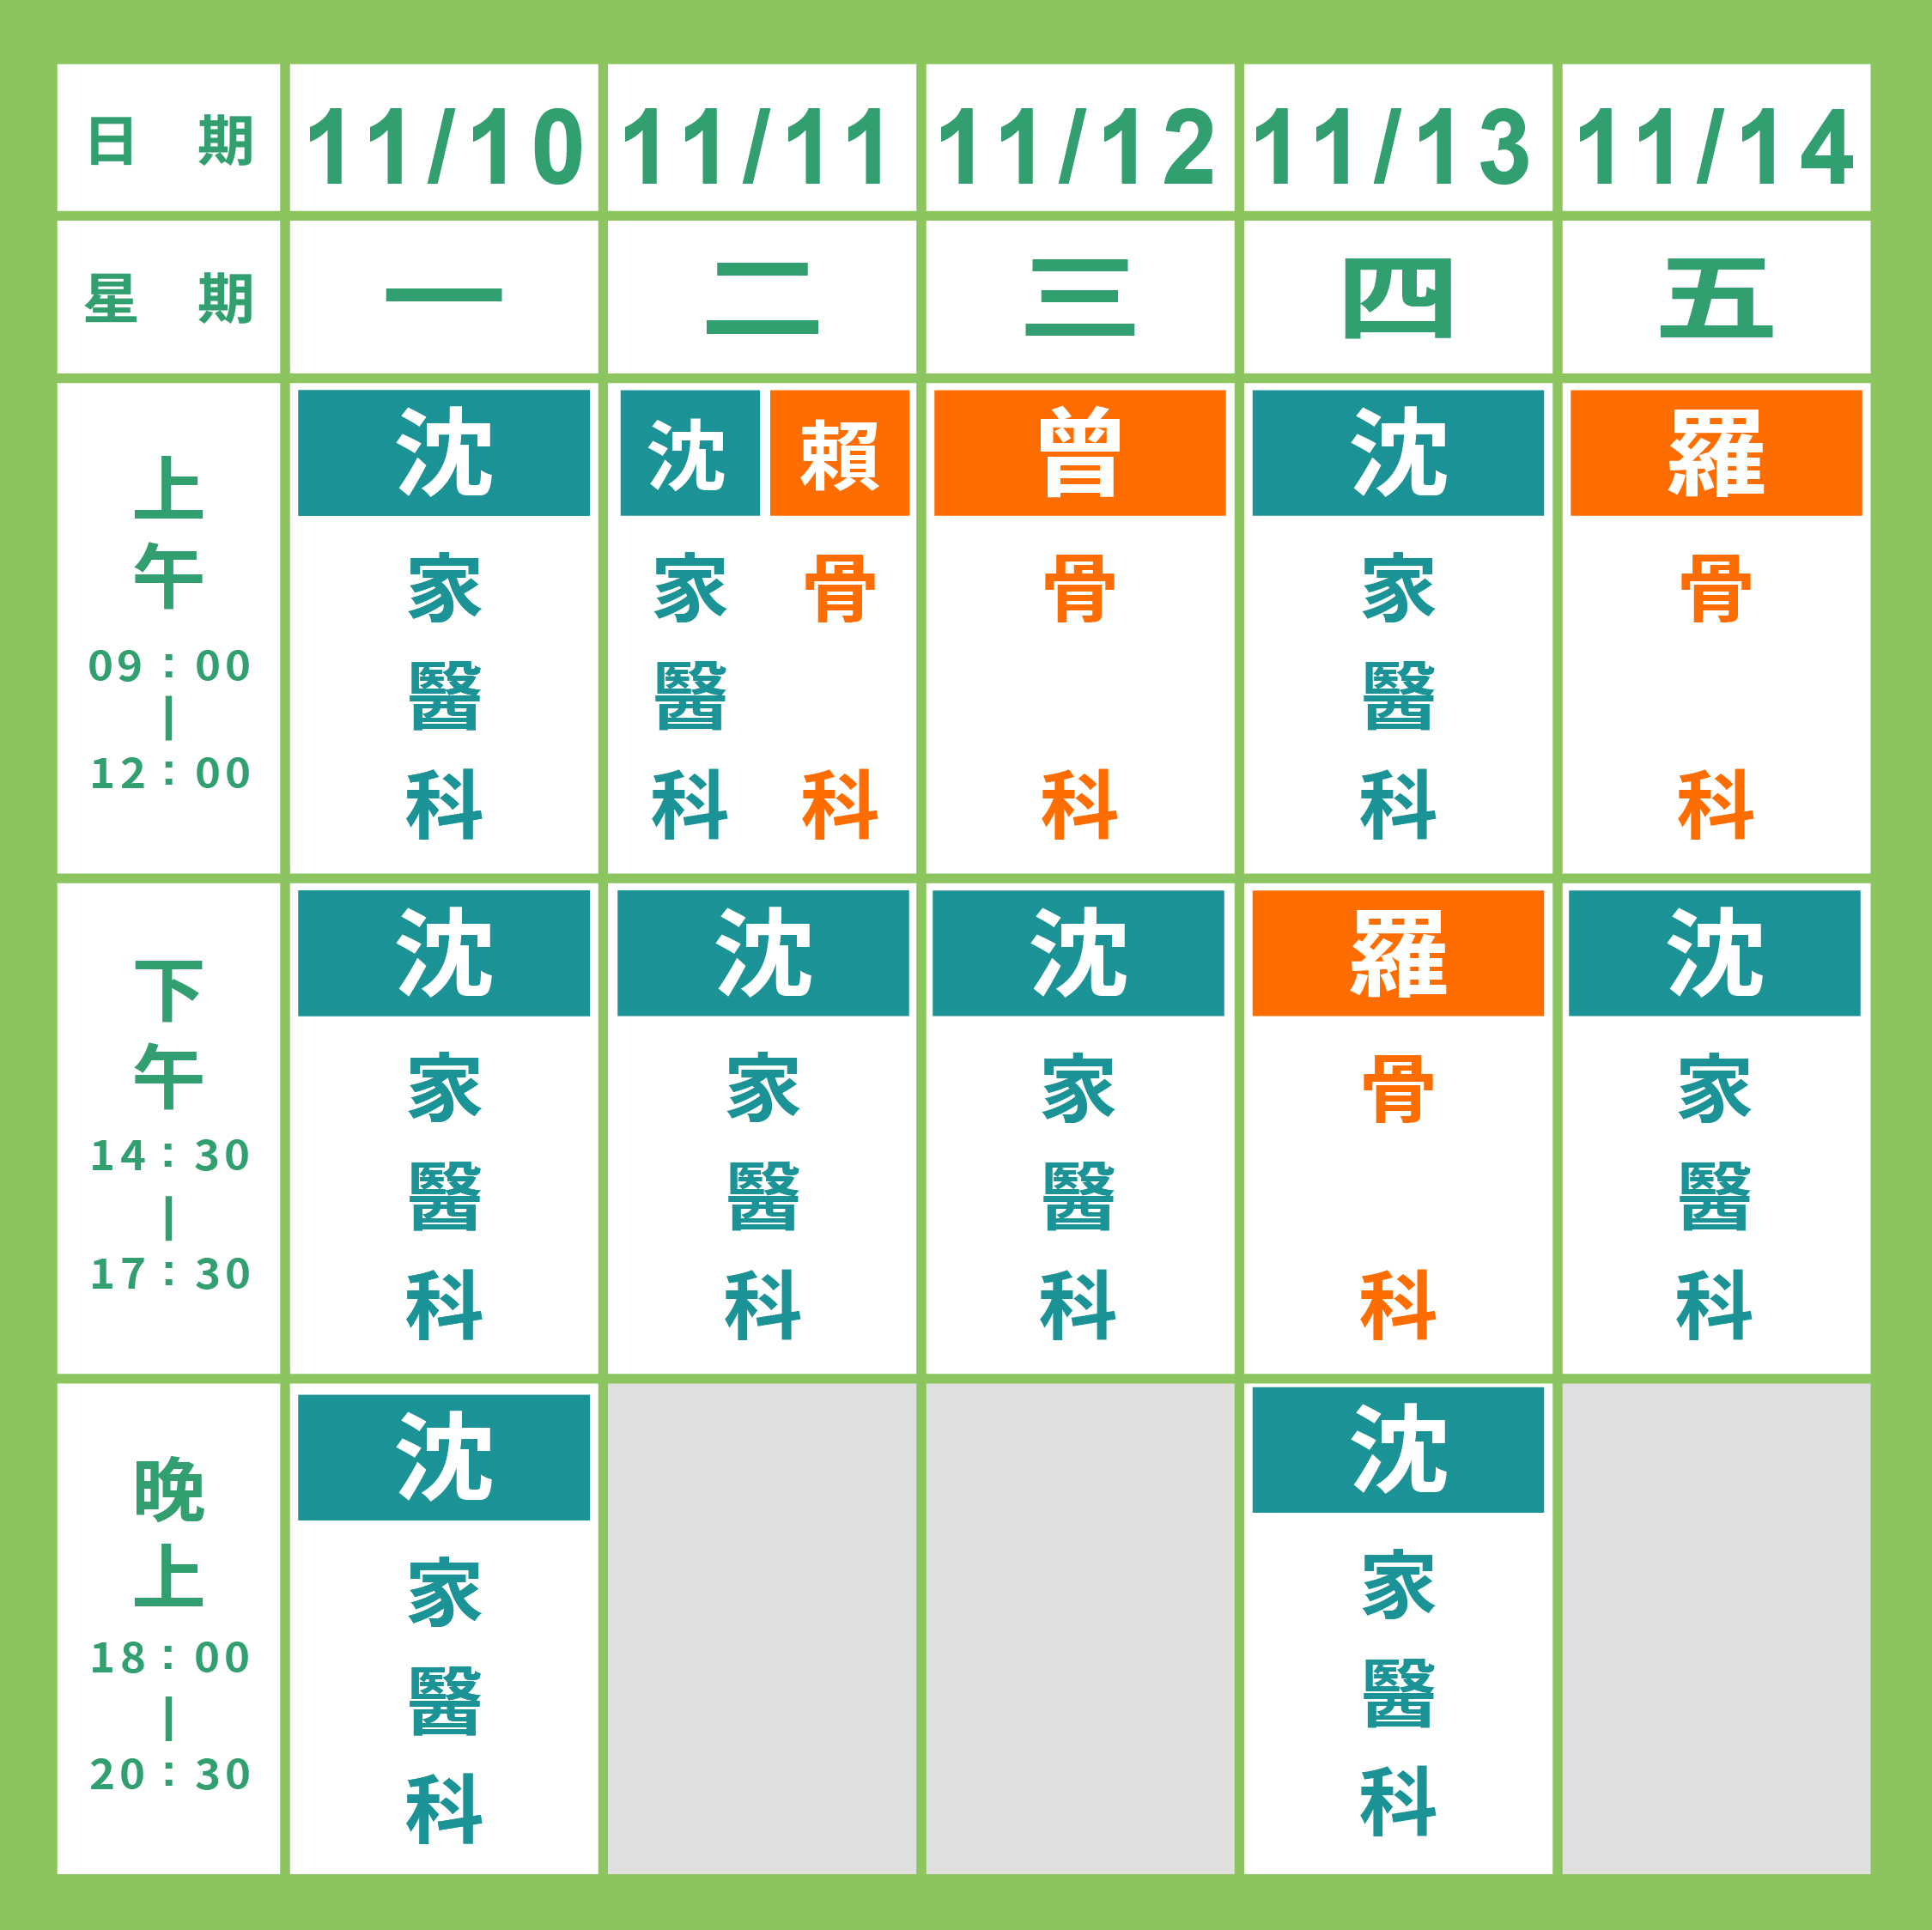 日期 11/10 11/11 11/12 11/13 11/14
星期 一 二 三 四 五
上午 09：00－12：00
沈 家醫科
沈 家醫科
賴 骨科
曾 骨科
沈 家醫科
羅 骨科
下午 14：30－17：30
沈 家醫科
沈 家醫科
沈 家醫科
羅 骨科
沈 家醫科
晚上 18：00－20：30
沈 家醫科
沈 家醫科